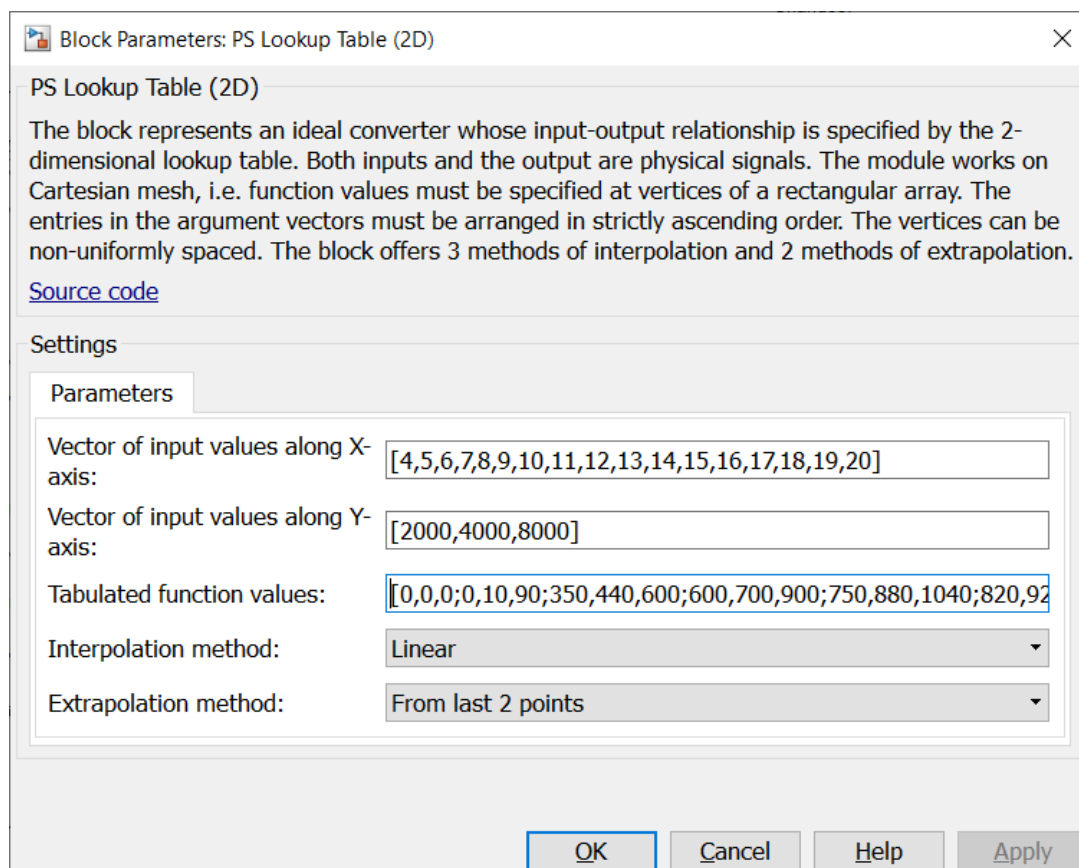 Block Parameters: PS Lookup Table (2D)
PS Lookup Table (2D)
The block represents an ideal converter whose input-output relationship is specified by the 2-
dimensional lookup table. Both inputs and the output are physical signals. The module works on
Cartesian mesh, i.e. function values must be specified at vertices of a rectangular array. The
entries in the argument vectors must be arranged in strictly ascending order. The vertices can be
non-uniformly spaced. The block offers 3 methods of interpolation and 2 methods of extrapolation.
Source code
Settings
Parameters
Vector of input values along X-
axis:
[4,5,6,7,8,9,10,11,12,13,14,15,16,17,18,19,20]
Vector of input values along Y-
axis:
[2000,4000,8000]
Tabulated function values:
[0,0,0;0,10,90;350,440,600;600,700,900;750,880,1040;820,92
Interpolation method:
Linear
Extrapolation method:
From last 2 points
OK
Cancel
Help
Apply